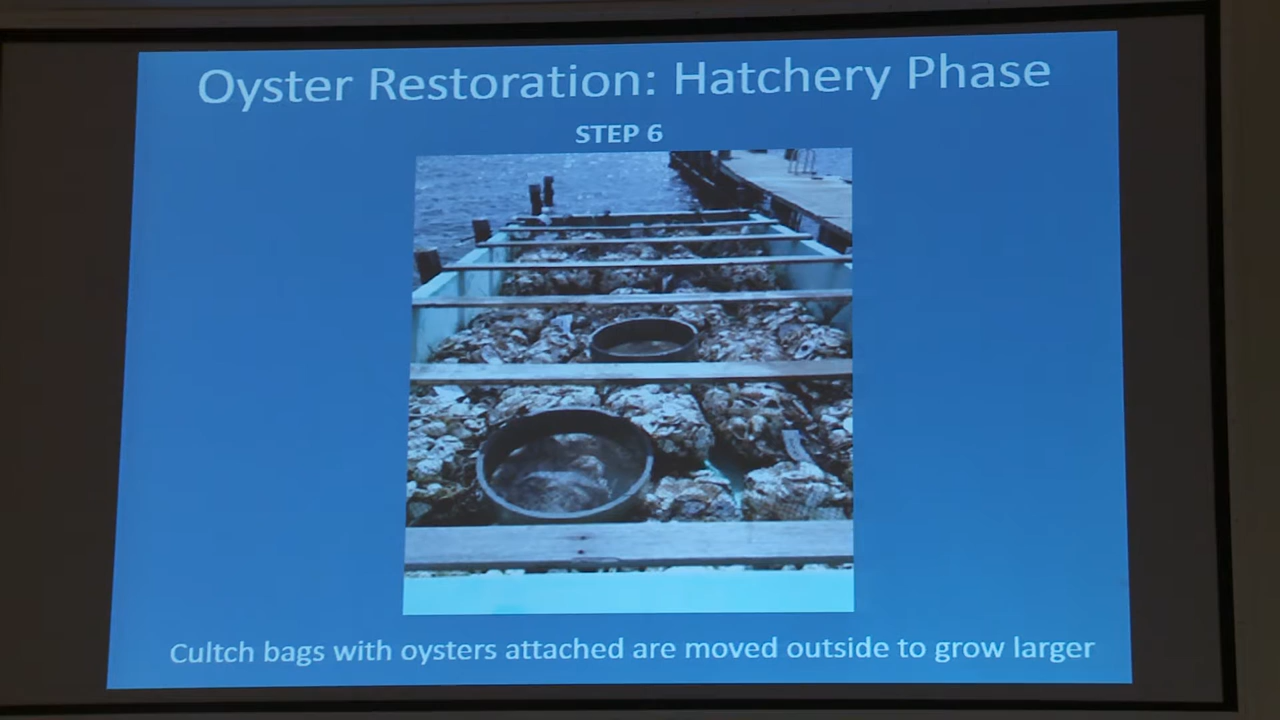 Oyster Restoration: Hatchery Phase
STEP 6
Cultch bags with oysters attached are moved outside to grow larger